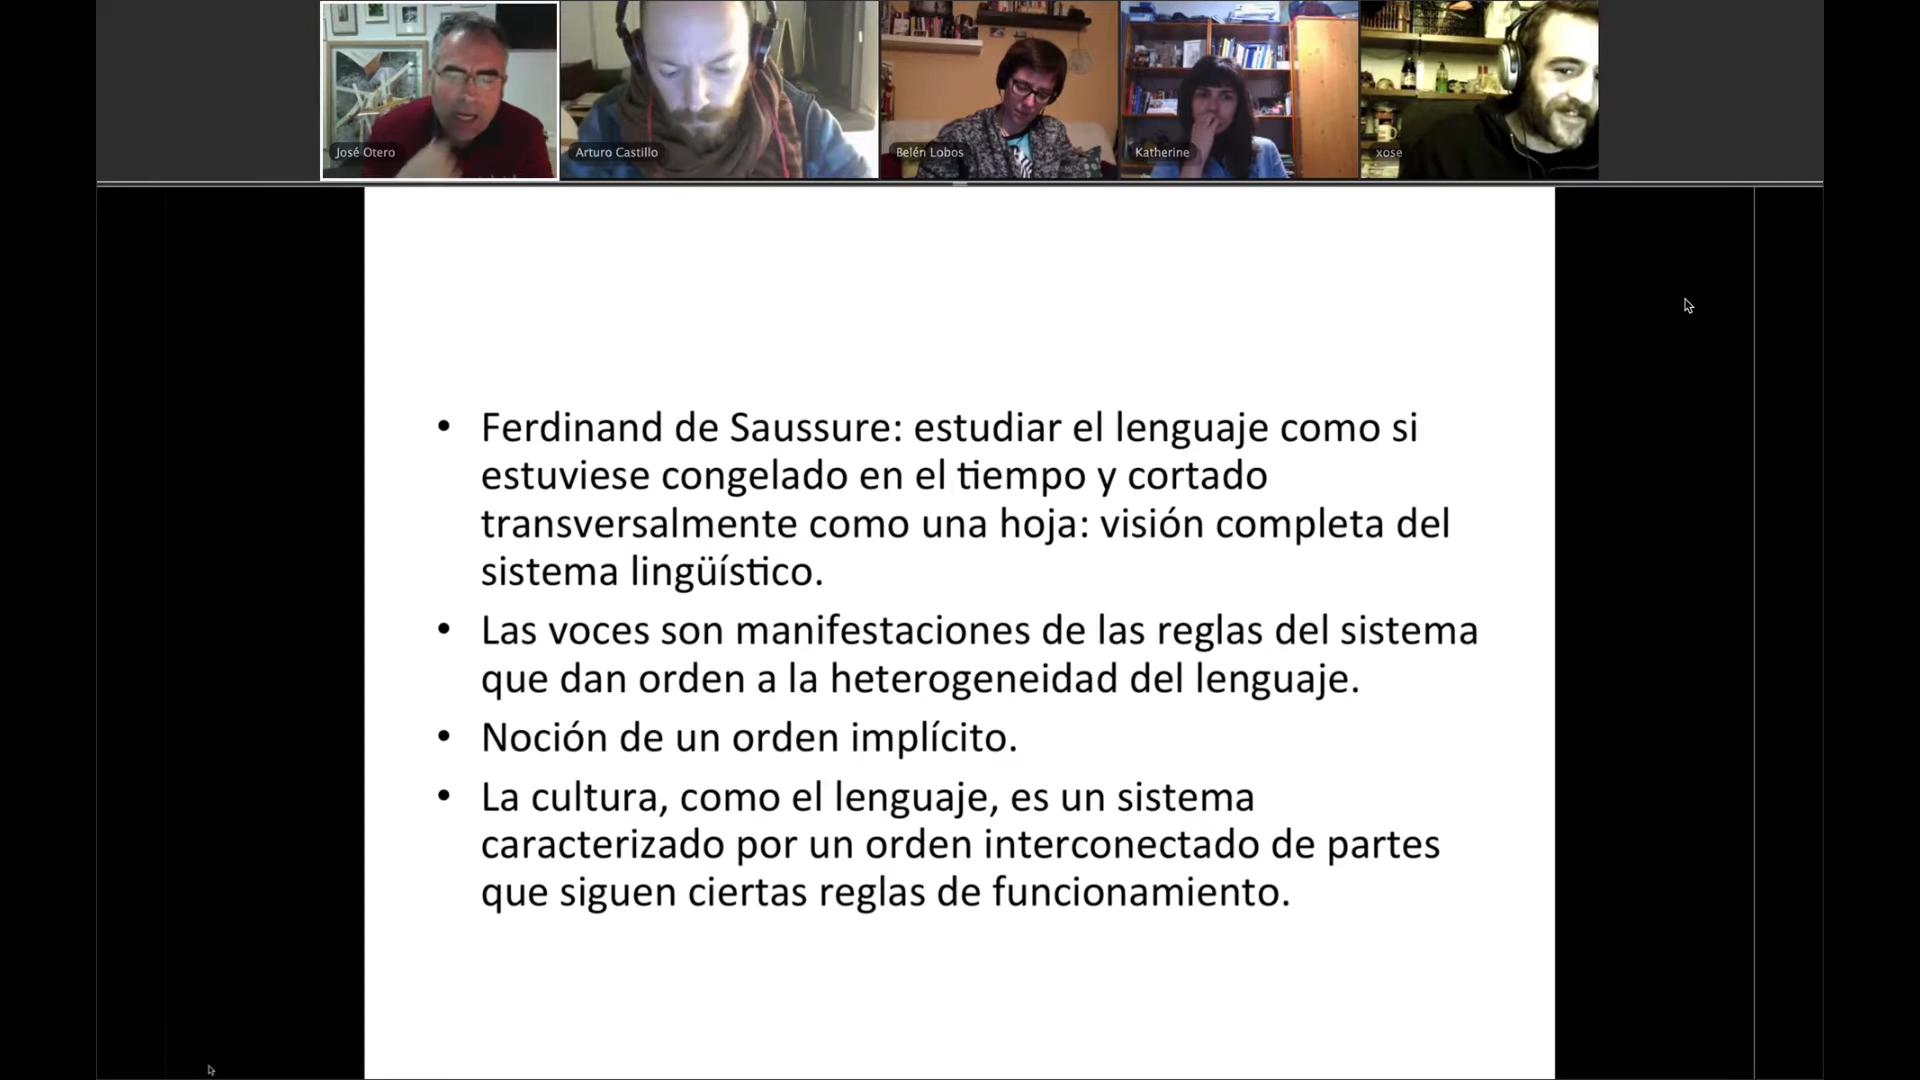 José Otero
Arturo Castillo
Belén Lobos
Katherine
xose
• Ferdinand de Saussure: estudiar el lenguaje como si
estuviese congelado en el tiempo y cortado
transversalmente como una hoja: visión completa del
sistema lingüístico.
• Las voces son manifestaciones de las reglas del sistema
que dan orden a la heterogeneidad del lenguaje.
• Noción de un orden implícito.
• La cultura, como el lenguaje, es un sistema
caracterizado por un orden interconectado de partes
que siguen ciertas reglas de funcionamiento.